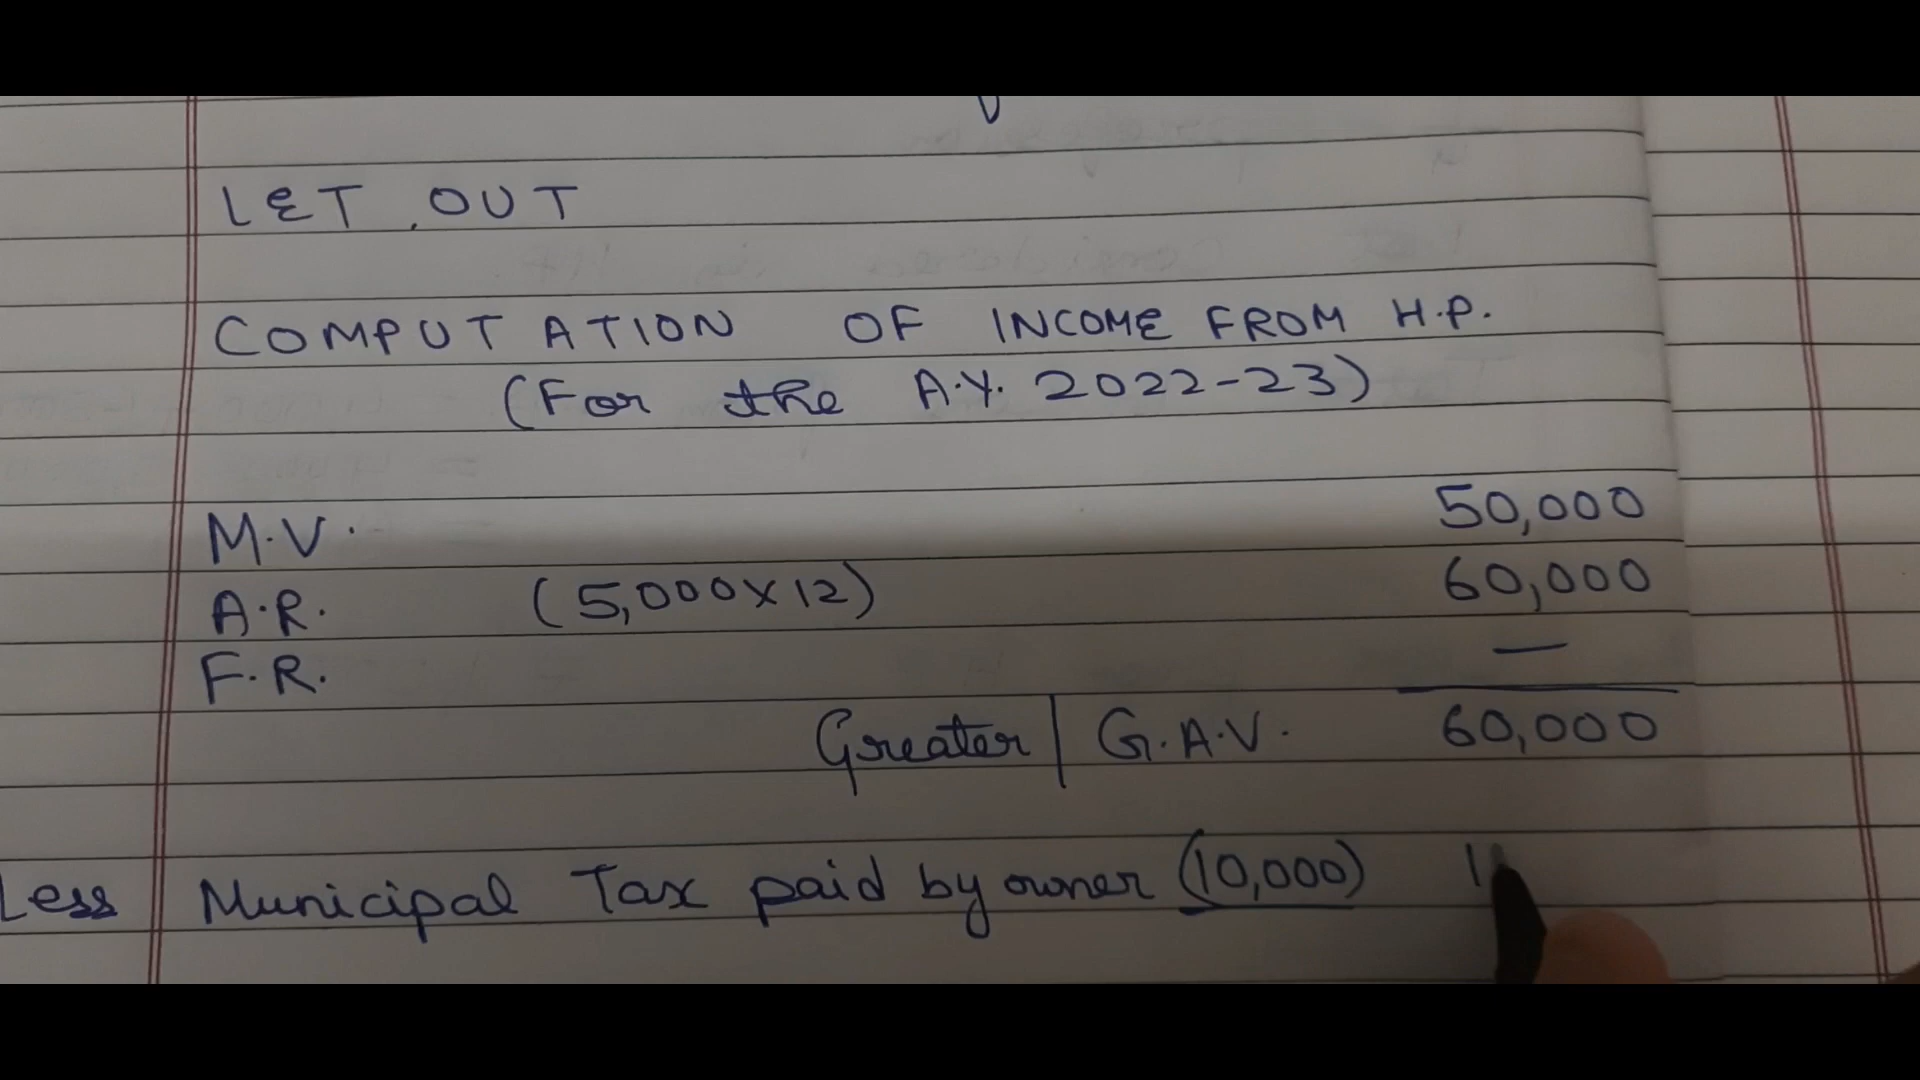 LET OUT
COMPUTATION OF INCOME FROM H.P.
(For the A.Y. 2022-23)
M.V. 50,000
A.R. (5,000x12) 60,000
F.R. —
Greater | G.A.V. 60,000
Less Municipal Tax paid by owner (10,000) 1